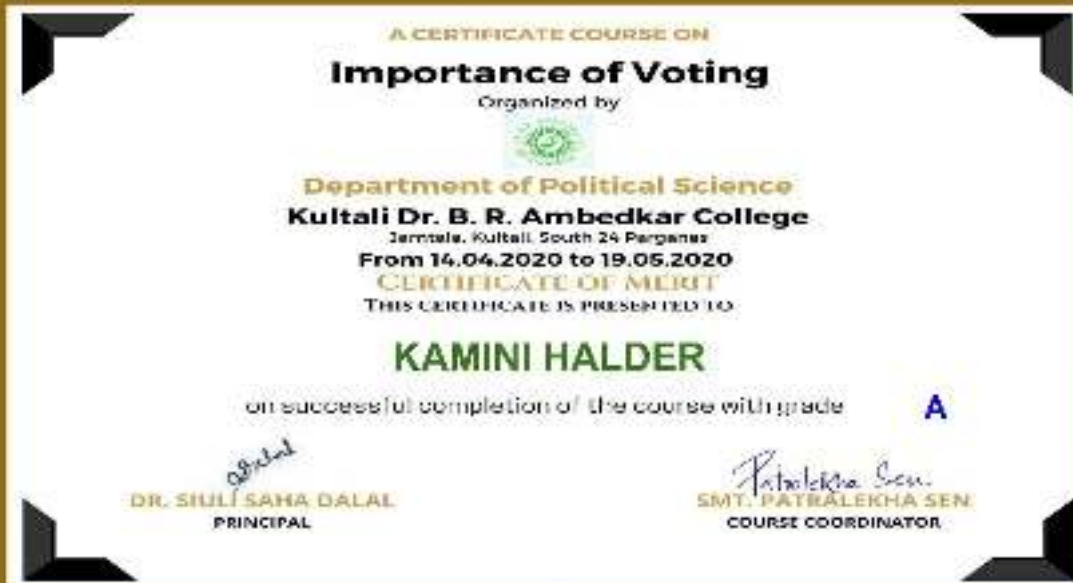 A CERTIFICATE COURSE ON
Importance of Voting
Organized by
Department of Political Science
Kultali Dr. B. R. Ambedkar College
Jamtala, Kultali, South 24 Parganas
From 14.04.2020 to 19.05.2020
CERTIFICATE OF MERIT
THIS CERTIFICATE IS PRESENTED TO
KAMINI HALDER
on successful completion of the course with grade A
Patralekha Sen.
DR. SIULI SAHA DALAL
SMT. PATRALEKHA SEN
PRINCIPAL
COURSE COORDINATOR